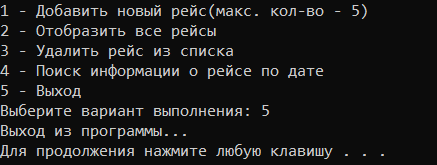 1 - Добавить новый рейс(макс. кол-во - 5)
2 - Отобразить все рейсы
3 - Удалить рейс из списка
4 - Поиск информации о рейсе по дате
5 - Выход
Выберите вариант выполнения: 5
Выход из программы...
Для продолжения нажмите любую клавишу . . .